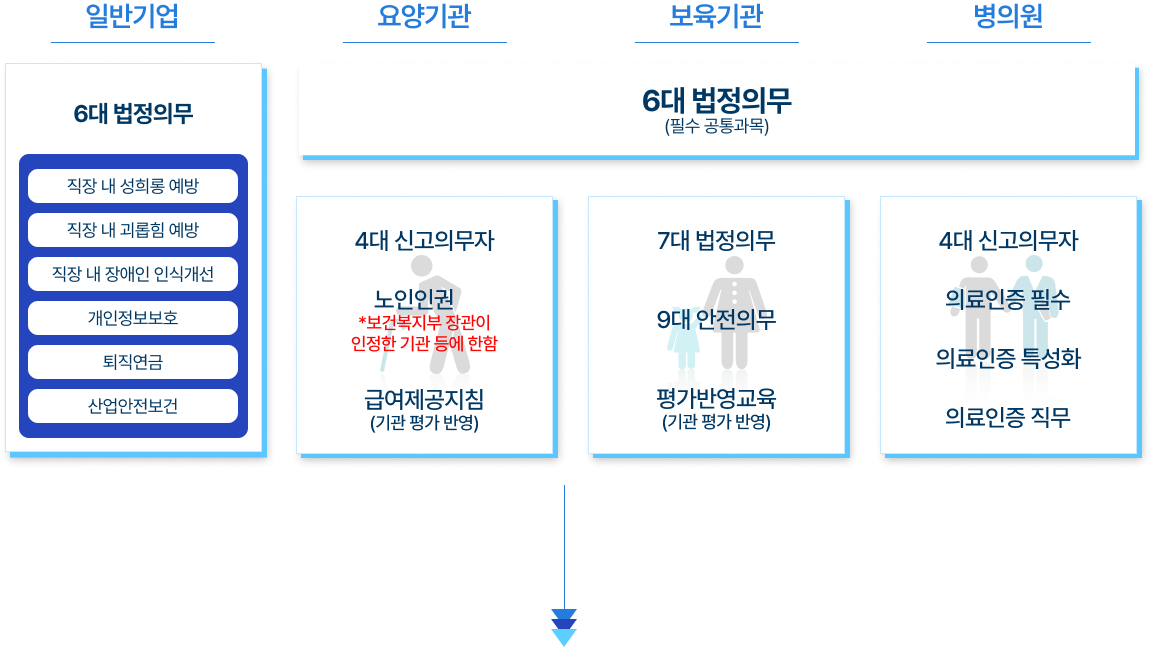 일반기업
요양기관
보육기관
병의원
6대 법정의무
직장 내 성희롱 예방
직장 내 괴롭힘 예방
직장 내 장애인 인식개선
개인정보보호
퇴직연금
산업안전보건
6대 법정의무
(필수 공통과목)
4대 신고의무자
노인인권
*보건복지부 장관이
인정한 기관 등에 한함
급여제공지침
(기관 평가 반영)
7대 법정의무
9대 안전의무
평가반영교육
(기관 평가 반영)
4대 신고의무자
의료인증 필수
의료인증 특성화
의료인증 직무